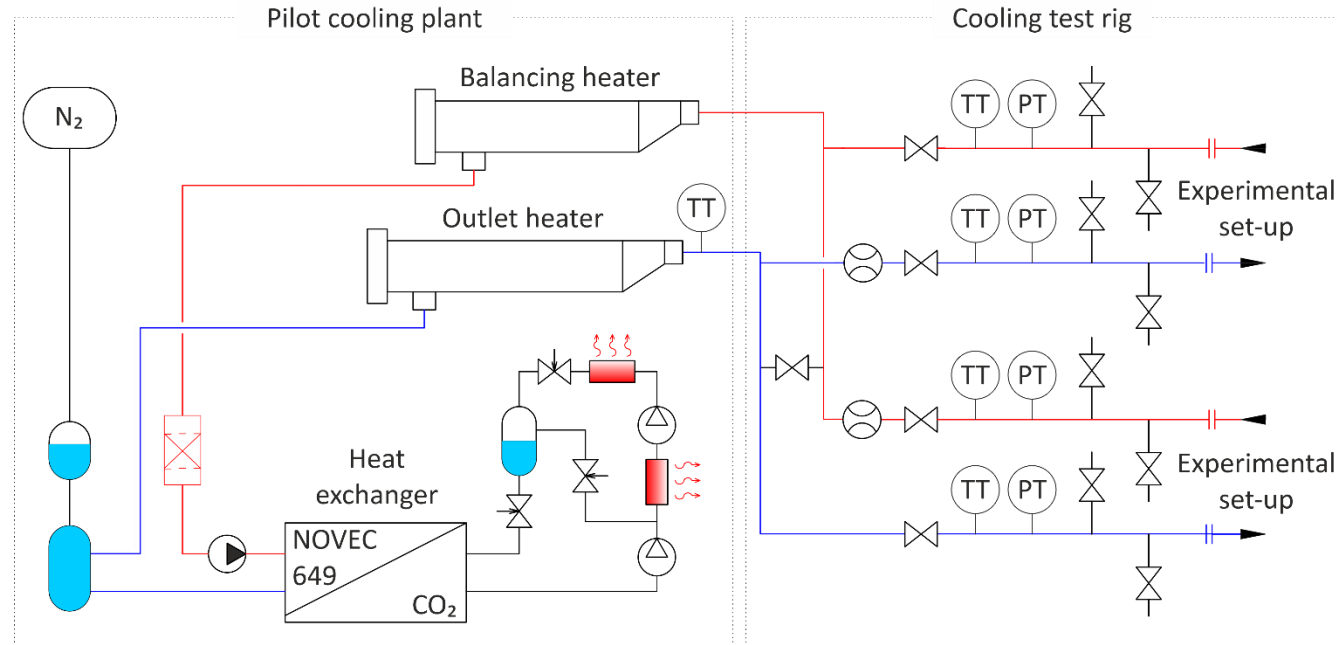 Pilot cooling plant
Cooling test rig
Balancing heater
N₂
TT
PT
Experimental
set-up
Outlet heater
TT
TT
PT
TT
PT
Heat
exchanger
NOVEC
649
CO₂
Experimental
set-up
TT
PT